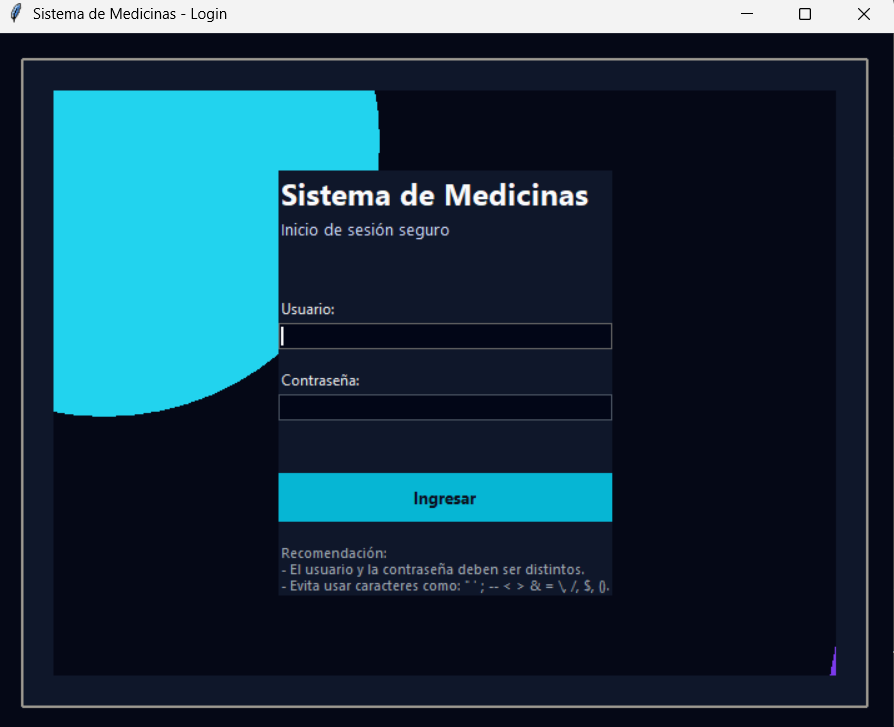 Sistema de Medicinas - Login
Sistema de Medicinas
Inicio de sesión seguro
Usuario:
Contraseña:
Ingresar
Recomendación:
- El usuario y la contraseña deben ser distintos.
- Evita usar caracteres como: " ' ; -- < > & = \, /, $, ().